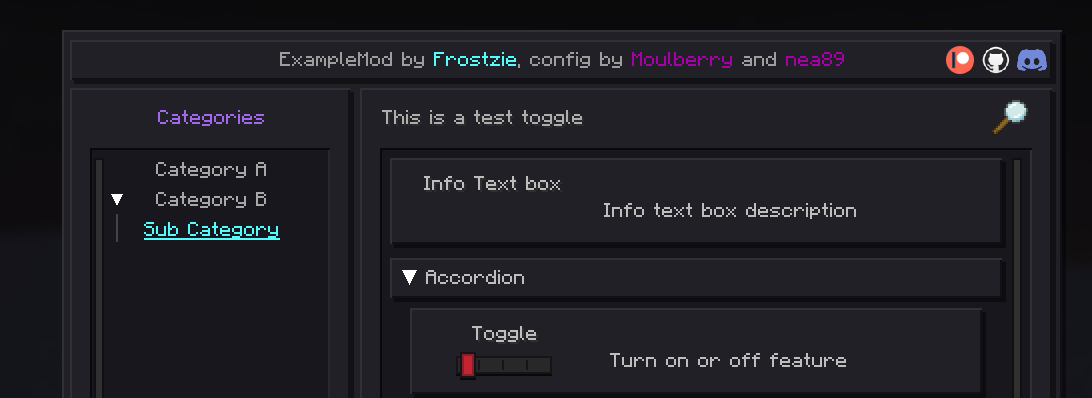 ExampleMod by Frostzie, config by Moulberry and nea89
Categories
Category A
Category B
Sub Category
This is a test toggle
Info Text box
Info text box description
Accordion
Toggle
Turn on or off feature